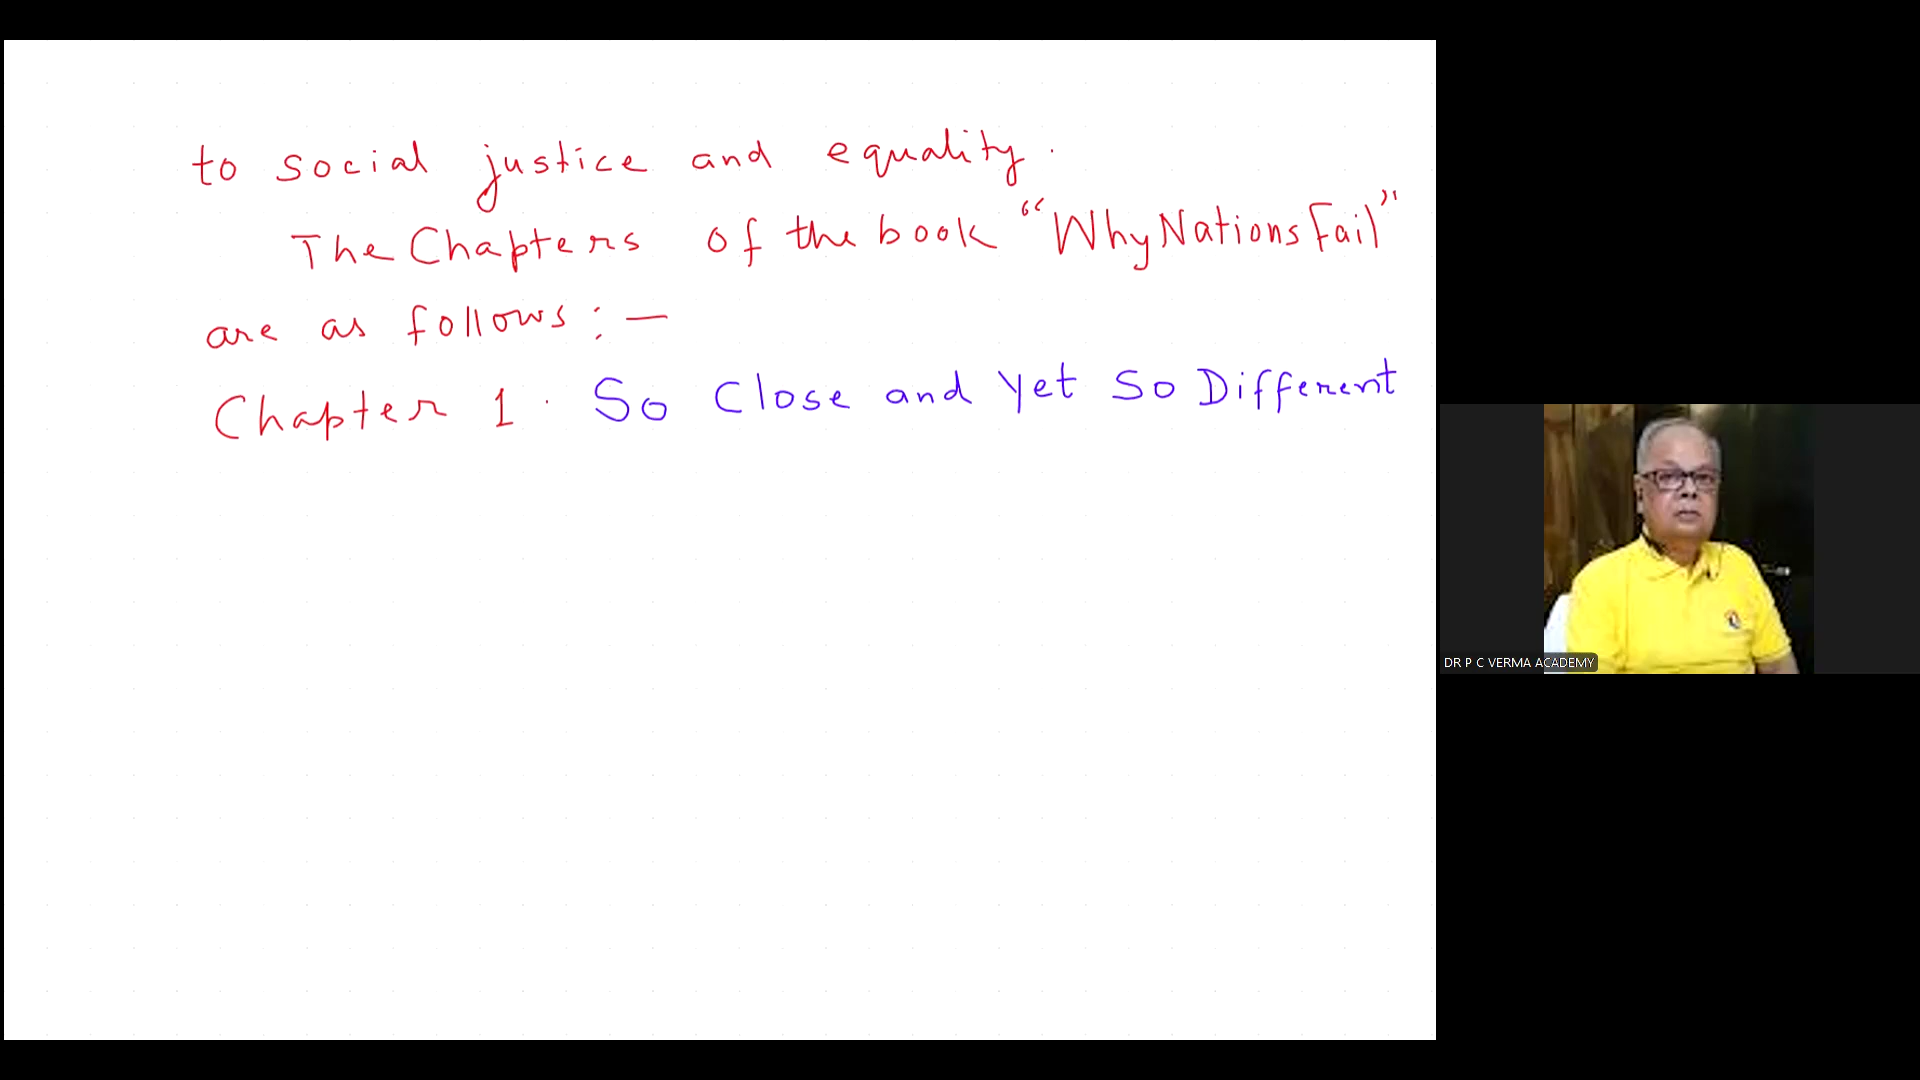 to social justice and equality.
The Chapters of the book "Why Nations Fail"
are as follows :—
Chapter 1. So Close and Yet So Different
DR P C VERMA ACADEMY